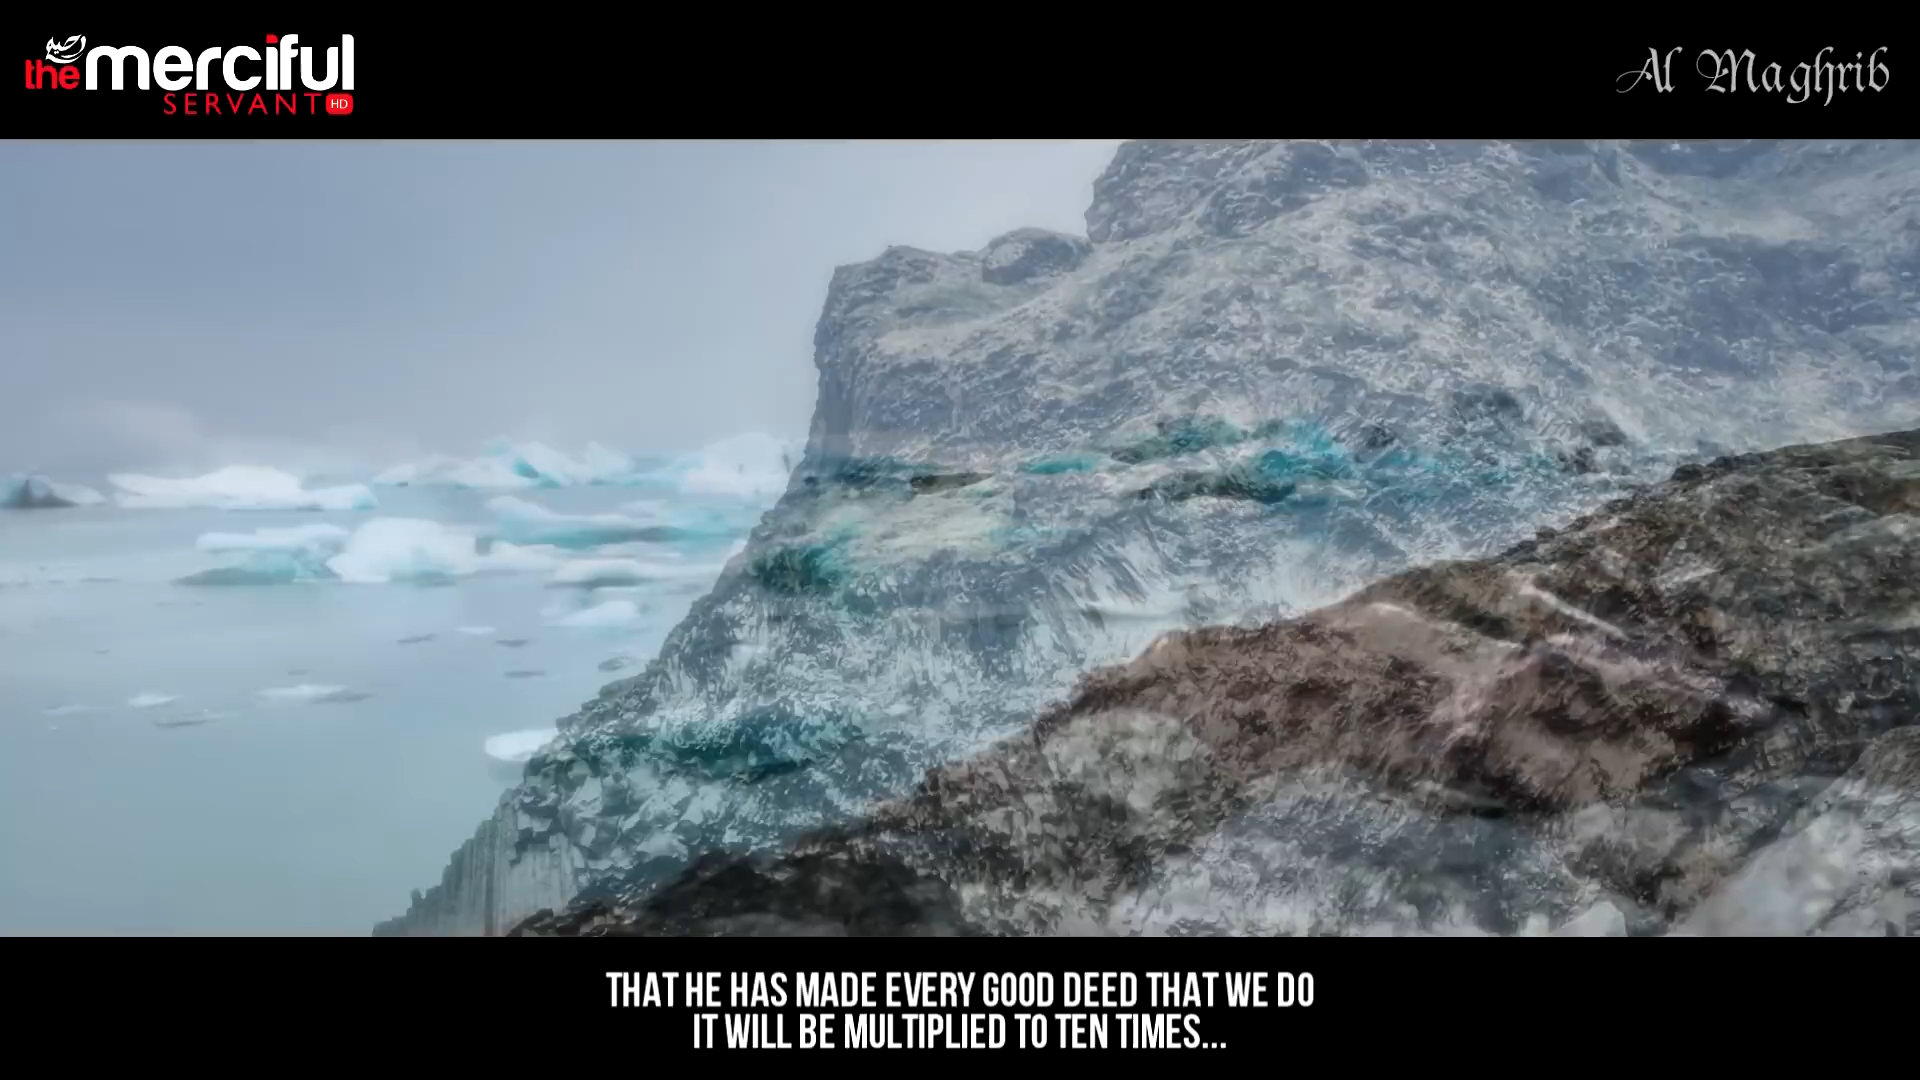 the merciful
SERVANT HD
Al Maghrib
THAT HE HAS MADE EVERY GOOD DEED THAT WE DO
IT WILL BE MULTIPLIED TO TEN TIMES...